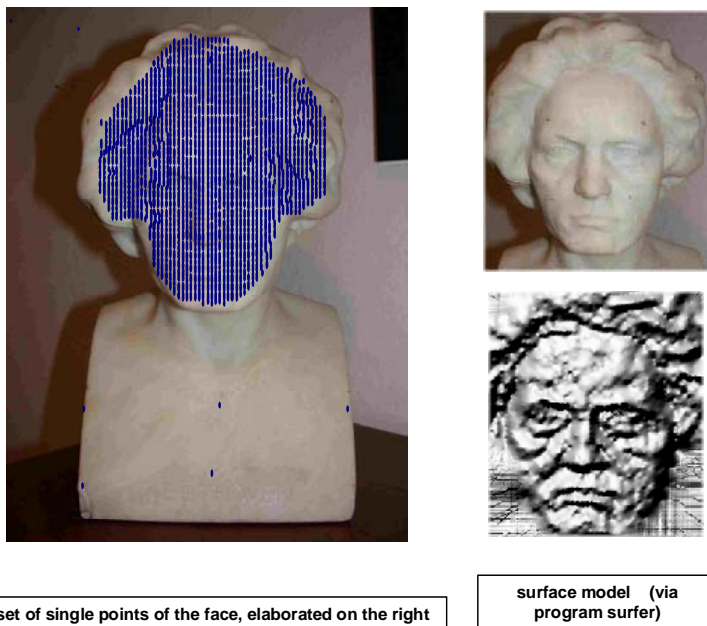 set of single points of the face, elaborated on the right
surface model (via
program surfer)